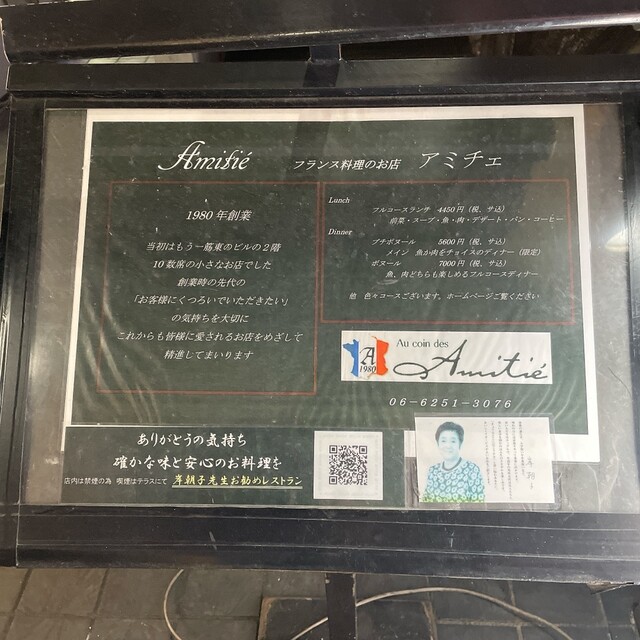 Amitié フランス料理のお店 アミチェ
1980年創業
当初はもう一筋東のビルの２階
10数席の小さなお店でした
創業時の先代の
「お客様にくつろいでいただきたい」
の気持ちを大切に
これからも皆様に愛されるお店をめざして
精進してまいります
Lunch
フルコースランサ 4450円（税、サ込）
前菜・スープ・魚・肉・デザート・パン・コーヒー
Dinner
プチボヌール 5600円（税、サ込）
メイン 魚か肉をチョイスのディナー（限定）
ボヌール 7000円（税、サ込）
魚、肉どちらも楽しめるフルコースディナー
他 色々コースございます。ホームページご覧ください
A
1980
Au coin des
Amitié
06-6251-3076
ありがとうの気持ち
確かな味と安心のお料理を
店内は禁煙の為 喫煙はテラスにて 岸朝子先生お勧めレストラン